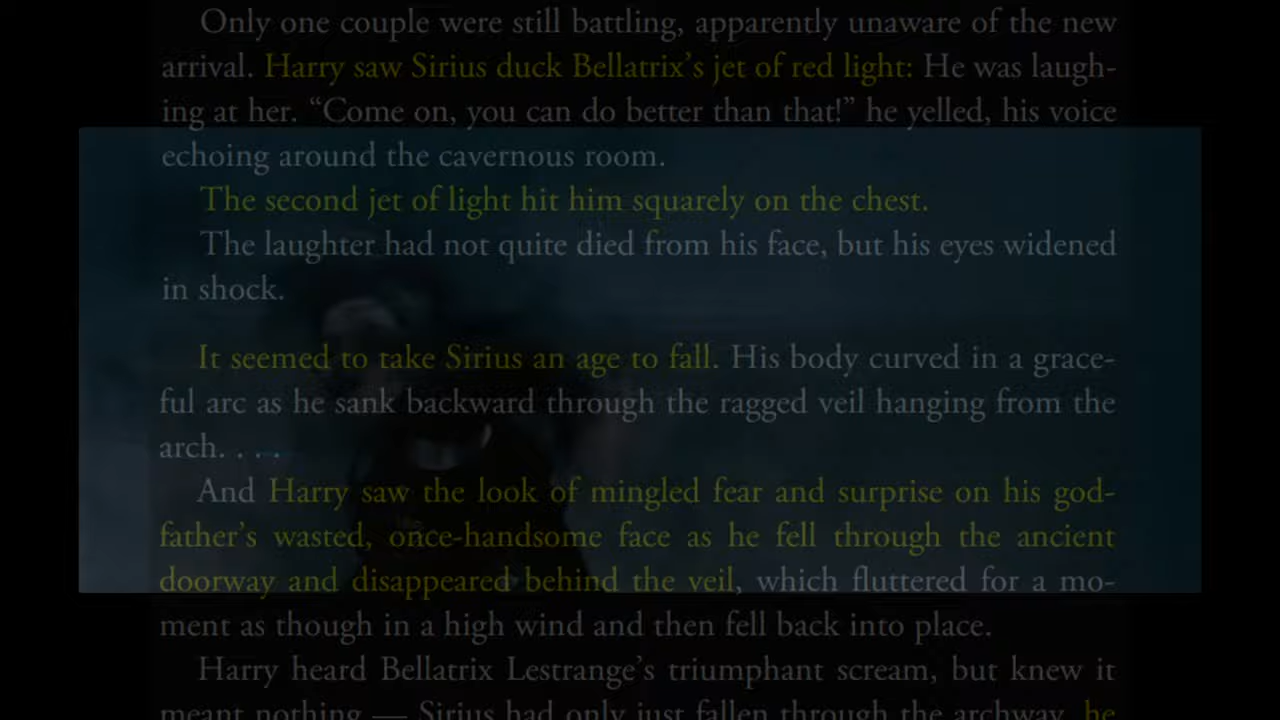 Only one couple were still battling, apparently unaware of the new
arrival. Harry saw Sirius duck Bellatrix’s jet of red light: He was laugh-
ing at her. “Come on, you can do better than that!” he yelled, his voice
echoing around the cavernous room.
The second jet of light hit him squarely on the chest.
The laughter had not quite died from his face, but his eyes widened
in shock.
It seemed to take Sirius an age to fall. His body curved in a grace-
ful arc as he sank backward through the ragged veil hanging from the
arch. . . .
And Harry saw the look of mingled fear and surprise on his god-
father’s wasted, once-handsome face as he fell through the ancient
doorway and disappeared behind the veil, which fluttered for a mo-
ment as though in a high wind and then fell back into place.
Harry heard Bellatrix Lestrange’s triumphant scream, but knew it
meant nothing — Sirius had only just fallen through the archway, he